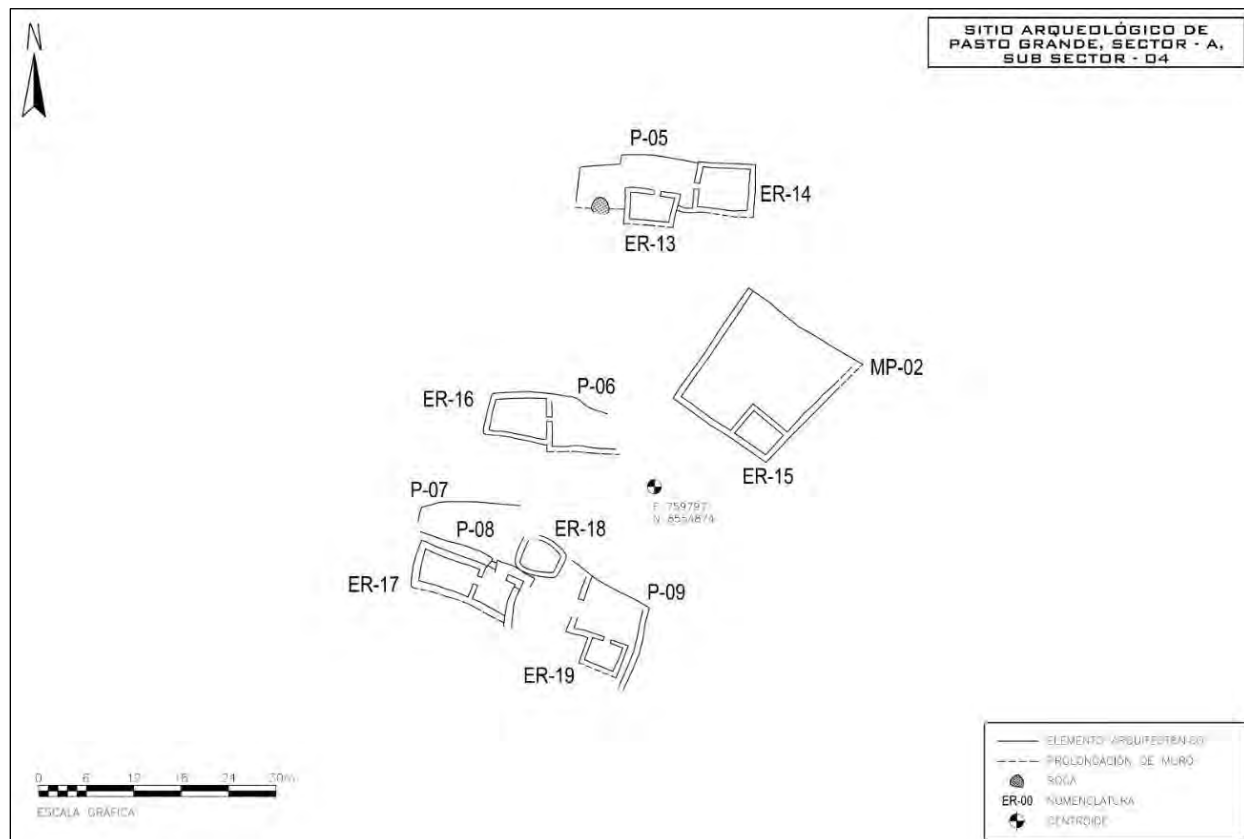 N
SITIO ARQUEOLÓGICO DE
PASTO GRANDE, SECTOR - A,
SUB SECTOR - 04
P-05
ER-14
ER-13
MP-02
P-06
ER-16
ER-15
P-07
E 759797
N 8554874
P-08
ER-18
ER-17
P-09
ER-19
0 6 12 18 24 30m
ESCALA GRÁFICA
ELEMENTO ARQUITECTÓNICO
PROLONGACIÓN DE MURO
ROCA
ER-00 NOMENCLATURA
CENTROIDE